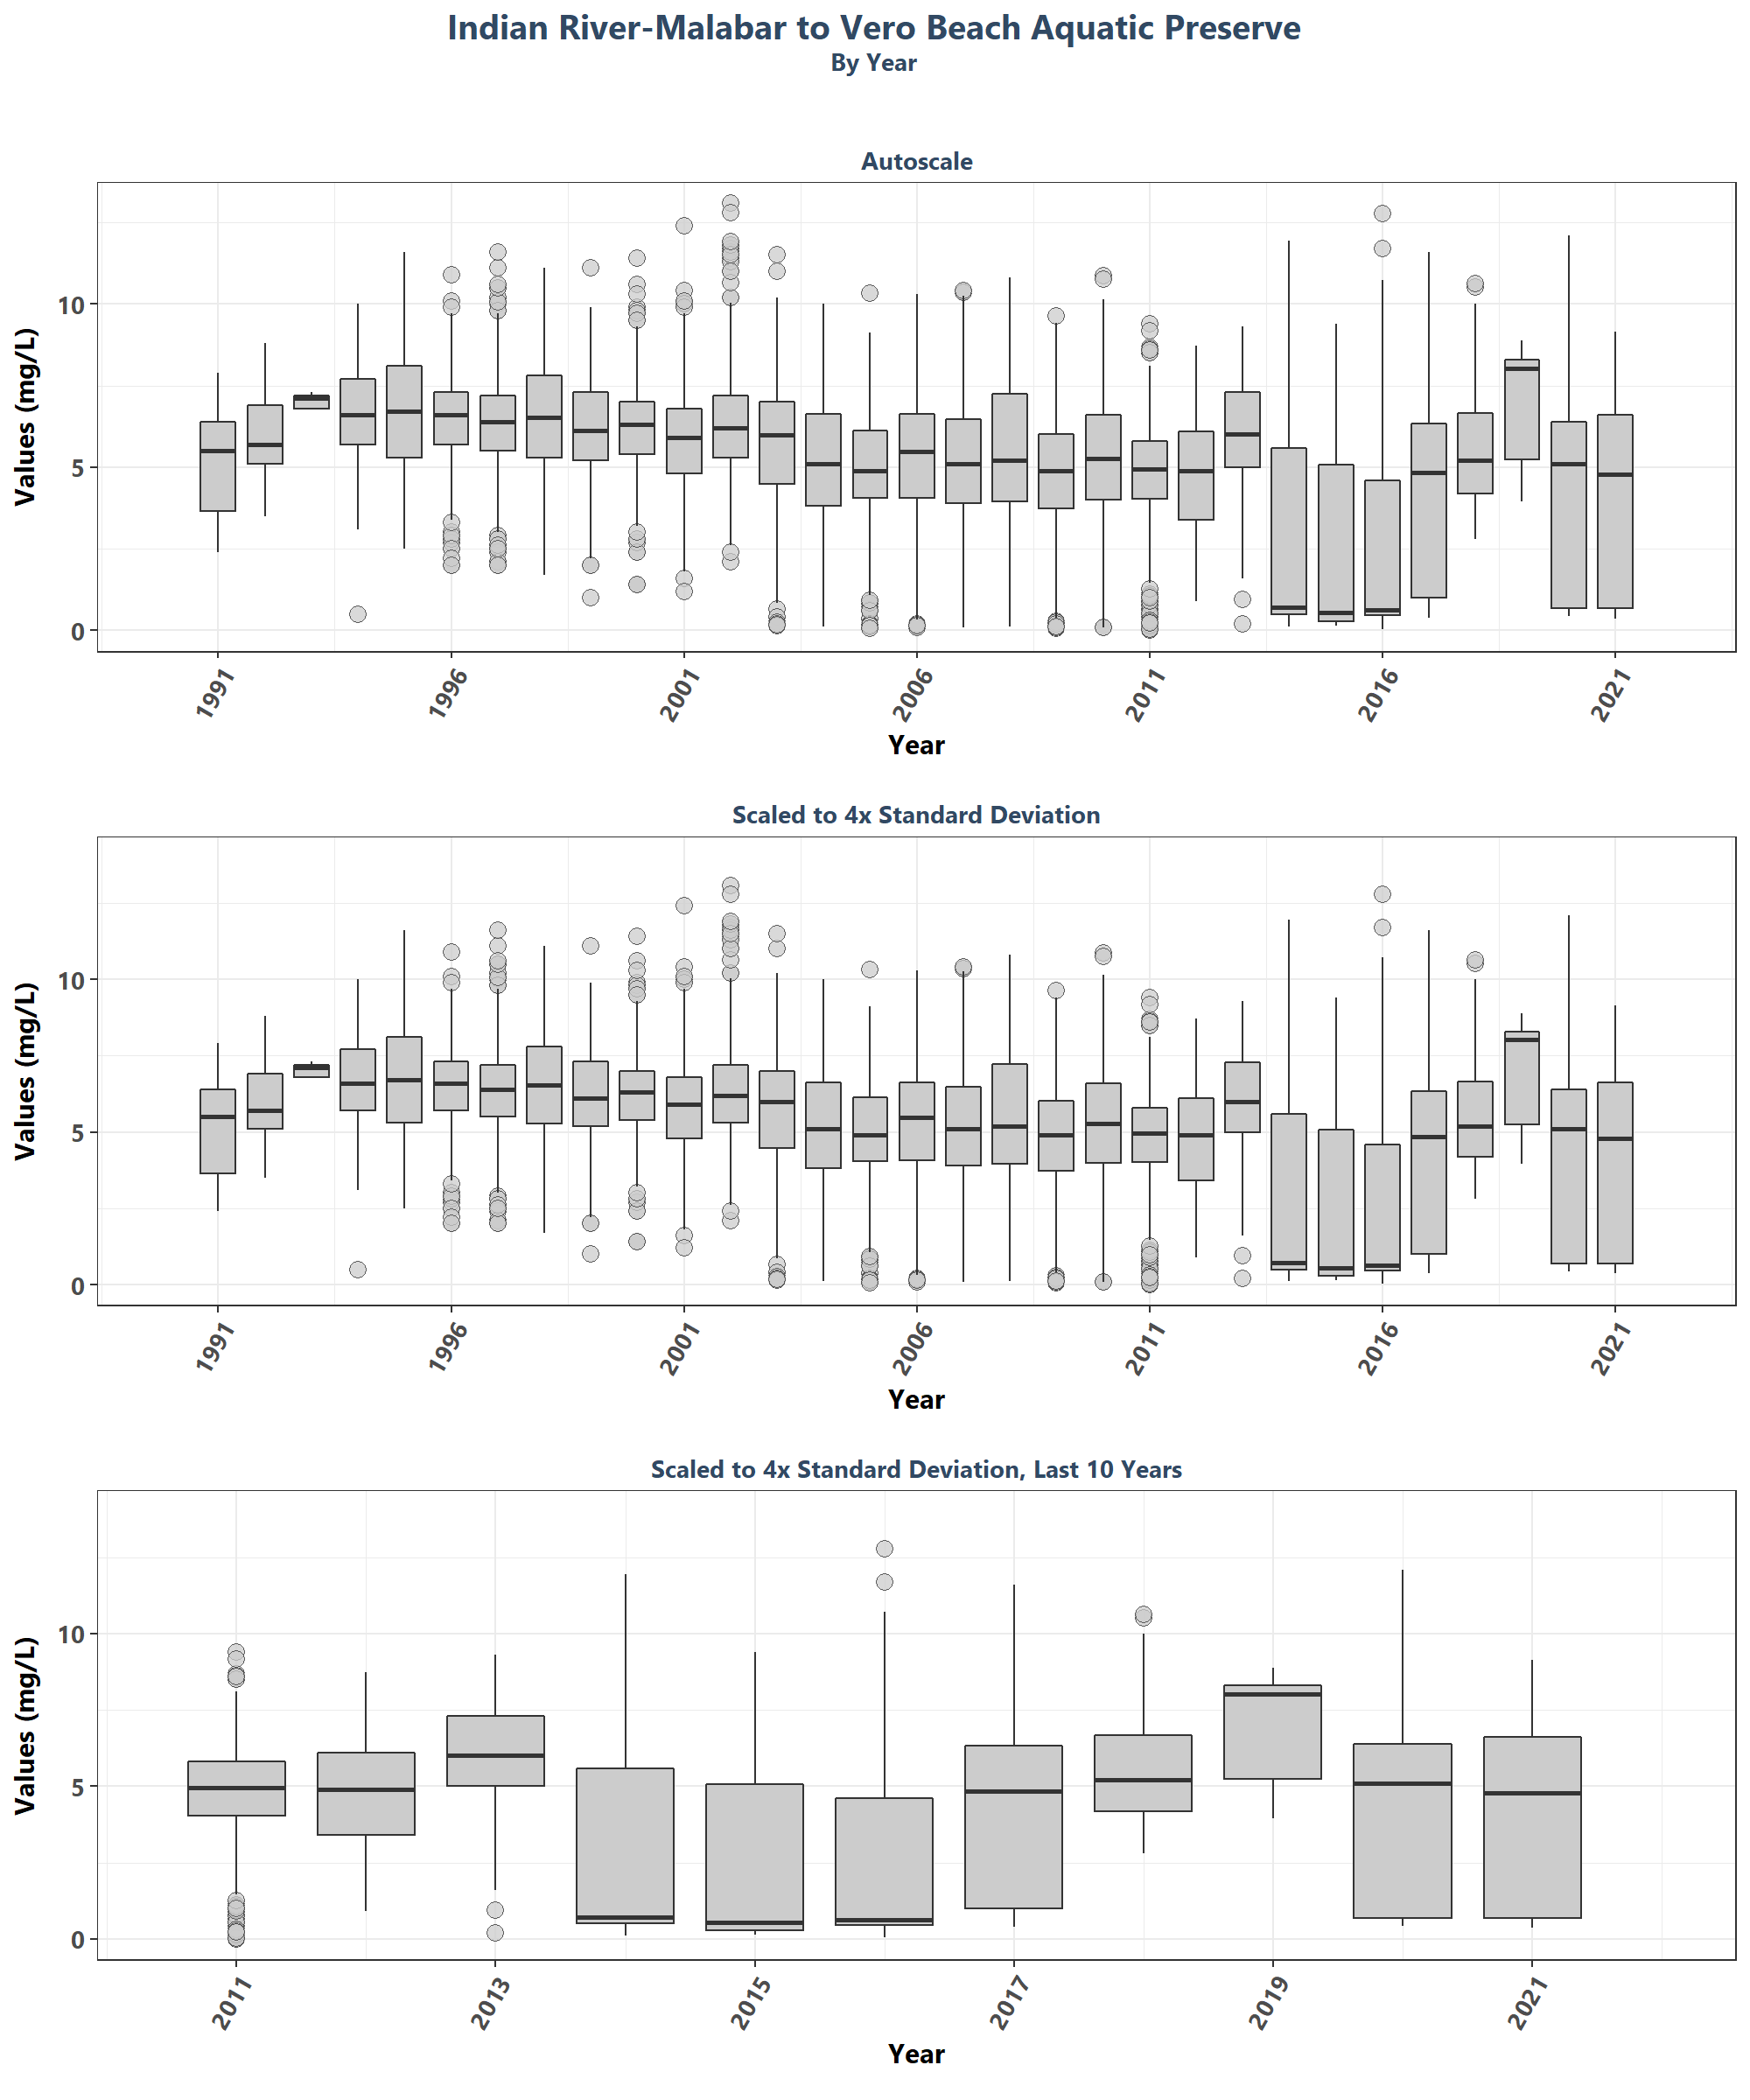 Indian River-Malabar to Vero Beach Aquatic Preserve
By Year
Autoscale
Values (mg/L)
10
5
0
1991 1996 2001 2006 2011 2016 2021
Year
Scaled to 4x Standard Deviation
Values (mg/L)
10
5
0
1991 1996 2001 2006 2011 2016 2021
Year
Scaled to 4x Standard Deviation, Last 10 Years
Values (mg/L)
10
5
0
2011 2013 2015 2017 2019 2021
Year